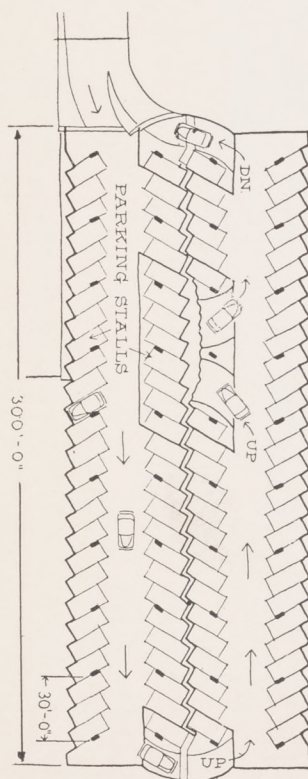 DN
PARKING STALLS
UP
300'-0"
30'-0"
UP